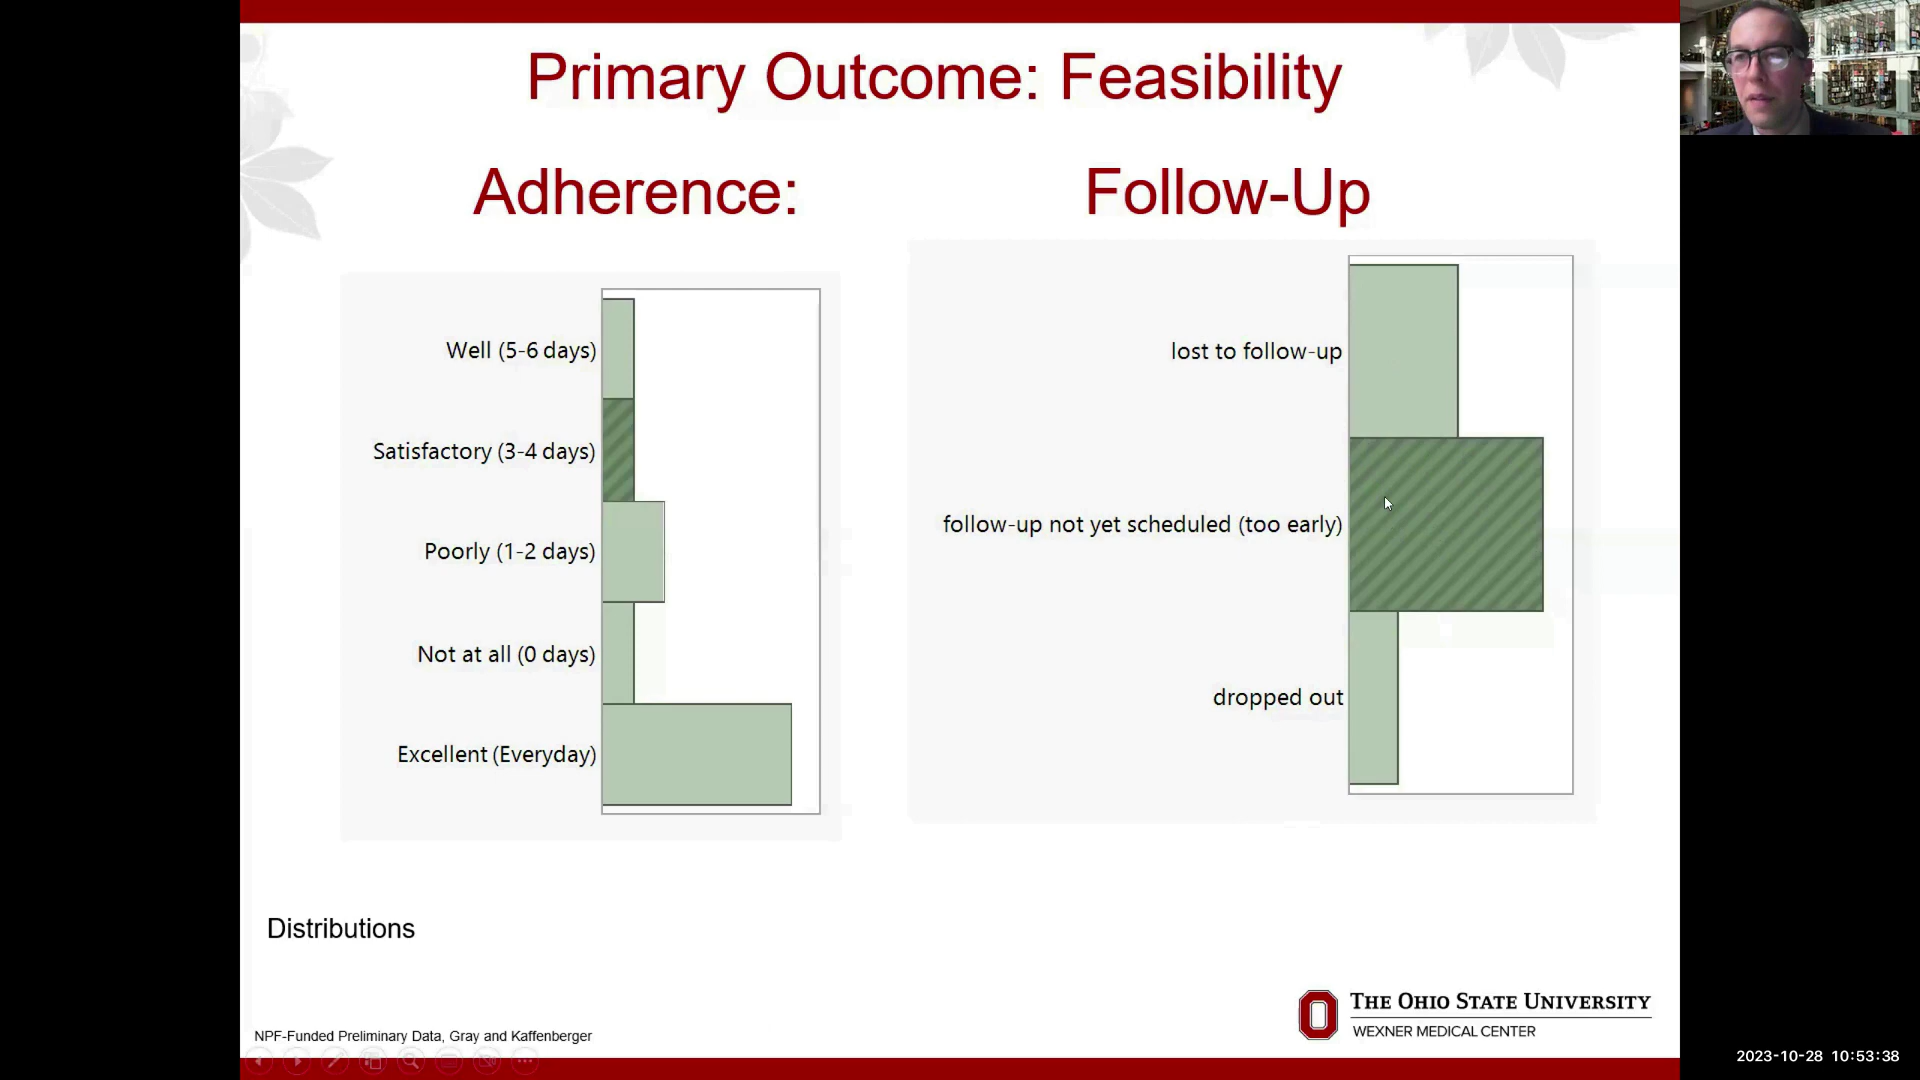 Primary Outcome: Feasibility
Adherence:
Follow-Up
Well (5-6 days)
Satisfactory (3-4 days)
Poorly (1-2 days)
Not at all (0 days)
Excellent (Everyday)
lost to follow-up
follow-up not yet scheduled (too early)
dropped out
Distributions
THE OHIO STATE UNIVERSITY
WEXNER MEDICAL CENTER
NPF-Funded Preliminary Data, Gray and Kaffenberger
2023-10-28 10:53:38